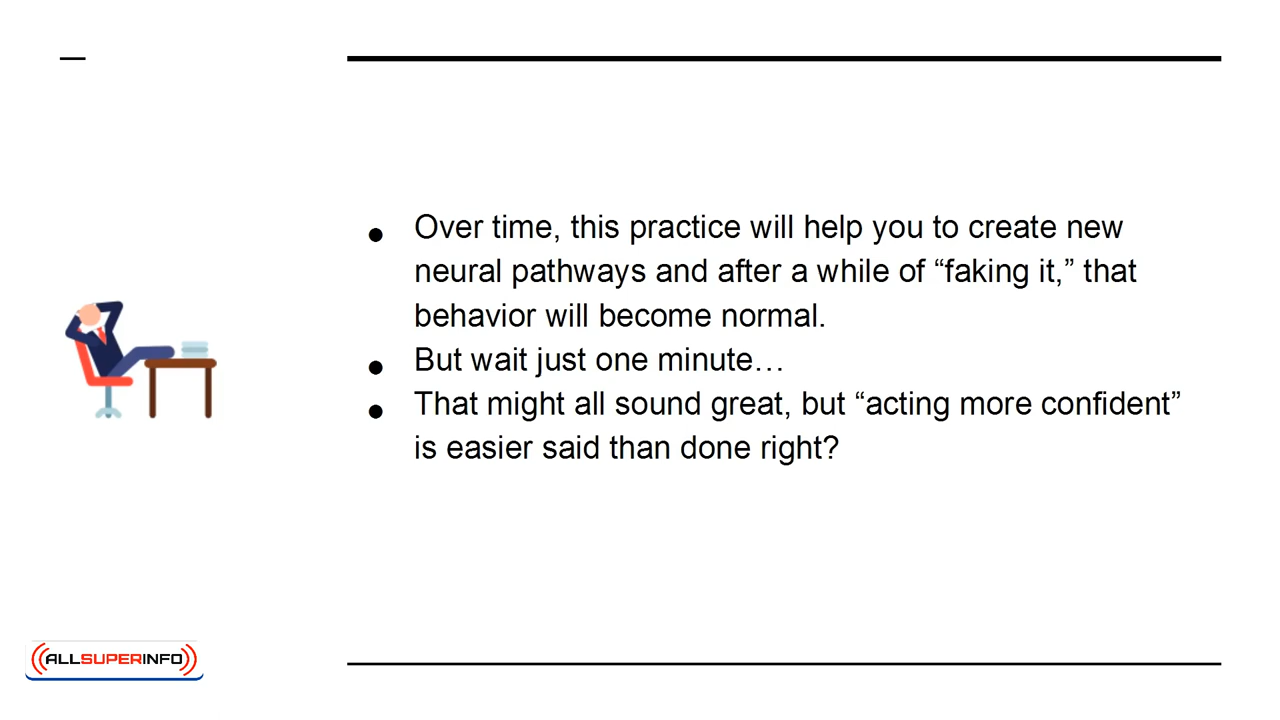 • Over time, this practice will help you to create new
neural pathways and after a while of “faking it,” that
behavior will become normal.
• But wait just one minute…
• That might all sound great, but “acting more confident”
is easier said than done right?
ALLSUPERINFO